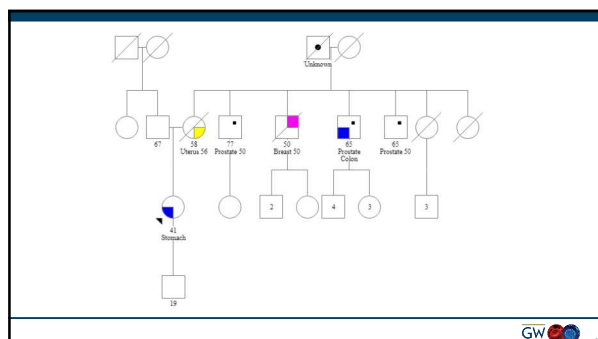 Unknown
67
58
Uterus 56
77
Prostate 50
50
Breast 50
65
Prostate
Colon
65
Prostate 50
2
4
3
3
41
Stomach
19
GW